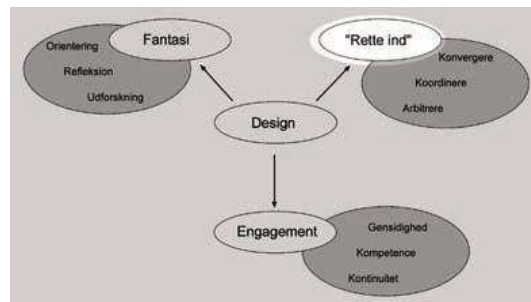 Fantasi
Orientering
Refleksion
Udforskning
"Rette ind"
Konvergere
Koordinere
Arbitrere
Design
Engagement
Gensidighed
Kompetence
Kontinuitet